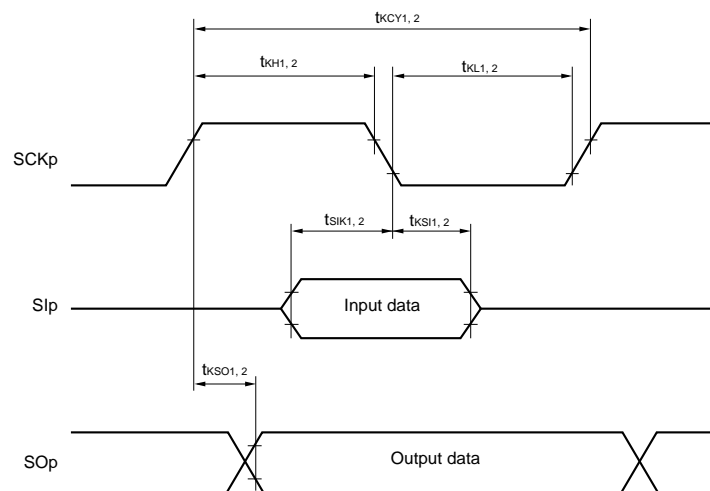 tKCY1, 2
tKH1, 2 tKL1, 2
SCKp
tSIK1, 2 tKSI1, 2
SIp Input data
tKSO1, 2
SOp Output data